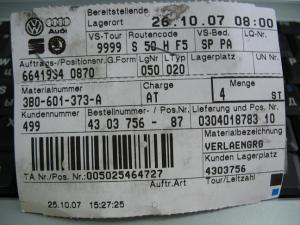 Bereitstellende
Lagerort 26.10.07 08:00
VS-Tour Routencode VS-Bed. LQ-Nr.
9999 S 50 H F5 SP PA
Auftrags-/Positionsnr. G.Form LghNr LTyp Lagerplatz UN Nr.
6641934 0870 050 020
Materialnummer Charge Menge
3B0-601-373-A AT 4 ST
Kundennummer Bestellnummer- / Pos.Nr. Lieferung und Pos.Nr.
499 43 03 756 - 87 0304018783 10
Materialbezeichnung
VERLAENGRG
Kunden Lagerplatz
4303756
TA Nr./Pos. Nr.: 005025464727 Tour/Leitzahl
Auftr.Art
25.10.07 15:27:25